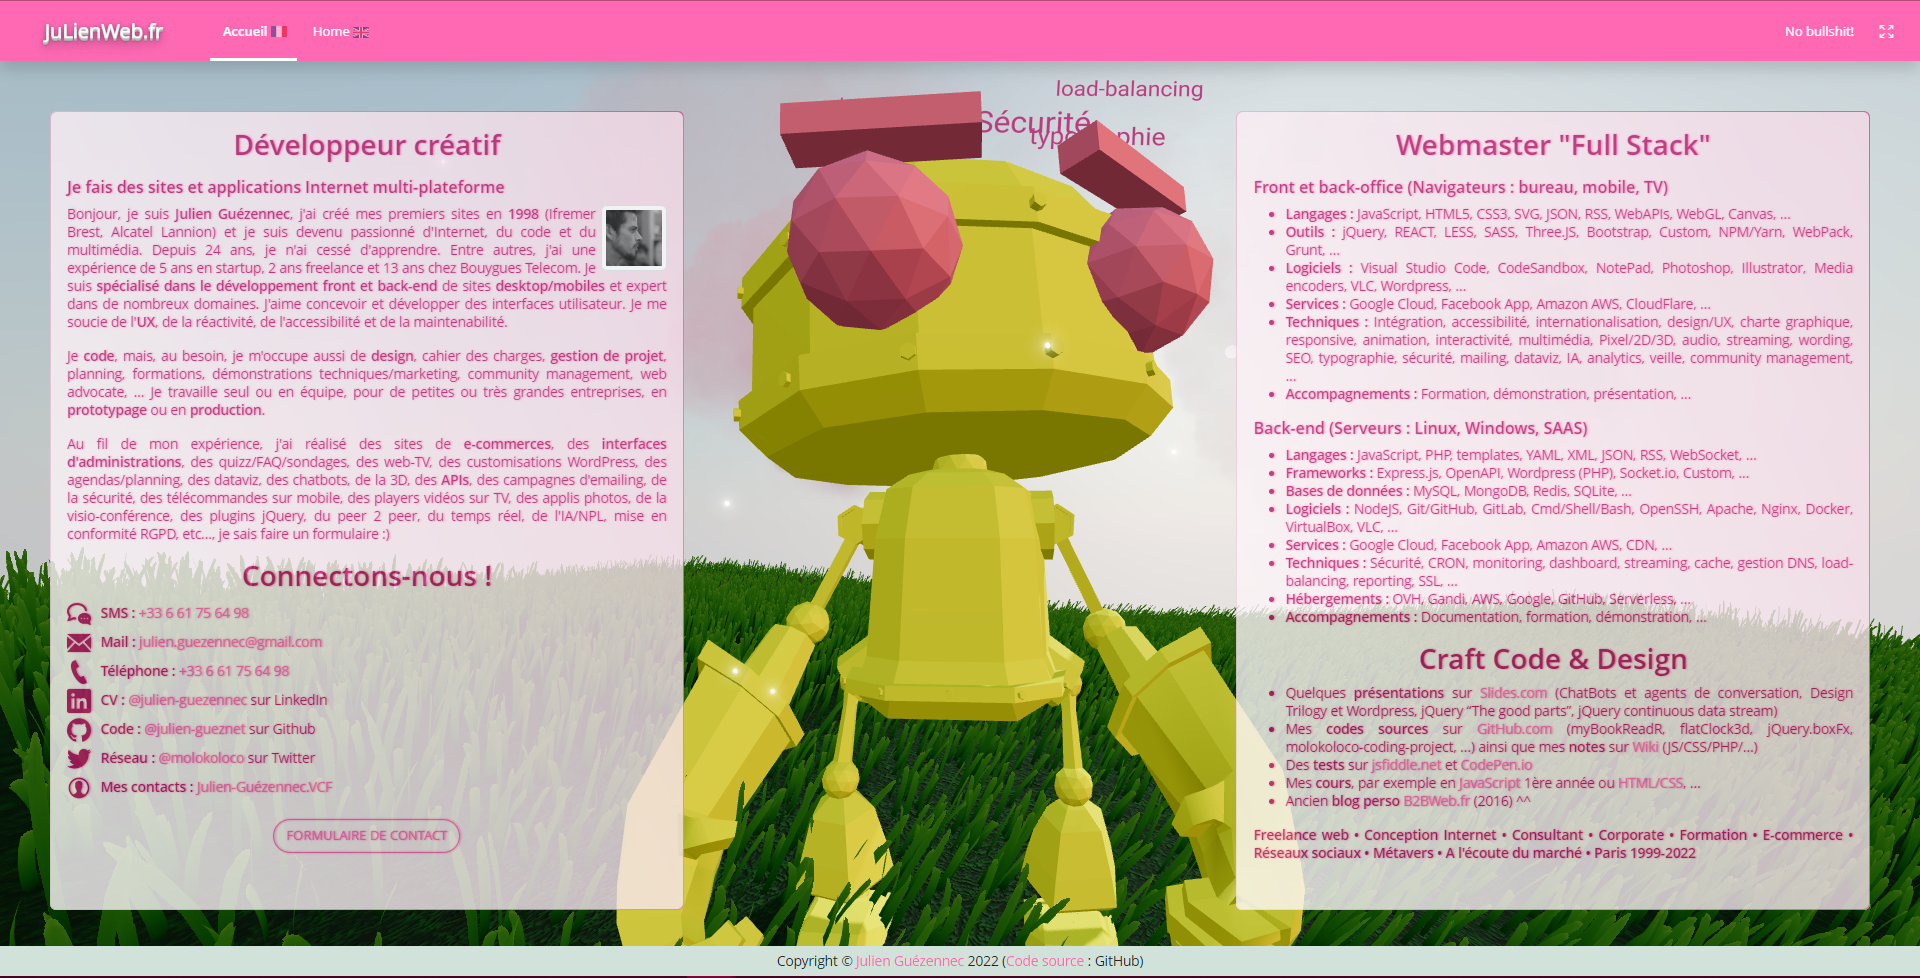 JuLienWeb.fr
Accueil
Home
No bullshit!
load-balancing
Sécurité
Développeur créatif
Je fais des sites et applications Internet multi-plateforme
Bonjour, je suis Julien Guézennec, j'ai créé mes premiers sites en 1998 (Ifremer
Brest, Alcatel Lannion) et je suis devenu passionné d'Internet, du code et du
multimédia. Depuis 24 ans, je n'ai cessé d'apprendre. Entre autres, j'ai une
expérience de 5 ans en startup, 2 ans freelance et 13 ans chez Bouygues Telecom. Je
suis spécialisé dans le développement front et back-end de sites desktop/mobiles et expert
dans de nombreux domaines. J'aime concevoir et développer des interfaces utilisateur. Je me
soucie de l'UX, de la réactivité, de l'accessibilité et de la maintenabilité.
Je code, mais, au besoin, je m'occupe aussi de design, cahier des charges, gestion de projet,
planning, formations, démonstrations techniques/marketing, community management, web
advocate, ... Je travaille seul ou en équipe, pour de petites ou très grandes entreprises, en
prototypage ou en production.
Au fil de mon expérience, j'ai réalisé des sites de e-commerces, des interfaces
d'administrations, des quizz/FAQ/sondages, des web-TV, des customisations WordPress, des
agendas/planning, des dataviz, des chatbots, de la 3D, des APIs, des campagnes d'emailing, de
la sécurité, des télécommandes sur mobile, des players vidéos sur TV, des applis photos, de la
visio-conférence, des plugins jQuery, du peer 2 peer, du temps réel, de l'IA/NPL, mise en
conformité RGPD, etc..., je sais faire un formulaire :)
Connectons-nous !
SMS : +33 6 61 75 64 98
Mail : julien.guezennec@gmail.com
Téléphone : +33 6 61 75 64 98
CV : @julien-guezennec sur LinkedIn
Code : @julien-gueznet sur Github
Réseau : @molokoloco sur Twitter
Mes contacts : Julien-Guézennec.VCF
FORMULAIRE DE CONTACT
Webmaster "Full Stack"
Front et back-office (Navigateurs : bureau, mobile, TV)
• Langages : JavaScript, HTML5, CSS3, SVG, JSON, RSS, WebAPIs, WebGL, Canvas, ...
• Outils : jQuery, REACT, LESS, SASS, Three.JS, Bootstrap, Custom, NPM/Yarn, WebPack,
Grunt, ...
• Logiciels : Visual Studio Code, CodeSandbox, NotePad, Photoshop, Illustrator, Media
encoders, VLC, Wordpress, ...
• Services : Google Cloud, Facebook App, Amazon AWS, CloudFlare, ...
• Techniques : Intégration, accessibilité, internationalisation, design/UX, charte graphique,
responsive, animation, interactivité, multimédia, Pixel/2D/3D, audio, streaming, wording,
SEO, typographie, sécurité, mailing, dataviz, IA, analytics, veille, community management,
...
• Accompagnements : Formation, démonstration, présentation, ...
Back-end (Serveurs : Linux, Windows, SAAS)
• Langages : JavaScript, PHP, templates, YAML, XML, JSON, RSS, WebSocket, ...
• Frameworks : Express.js, OpenAPI, Wordpress (PHP), Socket.io, Custom, ...
• Bases de données : MySQL, MongoDB, Redis, SQLite, ...
• Logiciels : NodeJS, Git/GitHub, GitLab, Cmd/Shell/Bash, OpenSSH, Apache, Nginx, Docker,
VirtualBox, VLC, ...
• Services : Google Cloud, Facebook App, Amazon AWS, CDN, ...
• Techniques : Sécurité, CRON, monitoring, dashboard, streaming, cache, gestion DNS, load-
balancing, reporting, SSL, ...
• Hébergements : OVH, Gandi, AWS, Google, GitHub, Serverless, ...
• Accompagnements : Documentation, formation, démonstration, ...
Craft Code & Design
• Quelques présentations sur Slides.com (ChatBots et agents de conversation, Design
Trilogy et Wordpress, jQuery “The good parts”, jQuery continuous data stream)
• Mes codes sources sur GitHub.com (myBookReadR, flatClock3d, jQuery.boxFx,
molokoloco-coding-project, ...) ainsi que mes notes sur Wiki (JS/CSS/PHP/...)
• Des tests sur jsfiddle.net et CodePen.io
• Mes cours, par exemple en JavaScript 1ère année ou HTML/CSS, ...
• Ancien blog perso B2BWeb.fr (2016) ^^
Freelance web • Conception Internet • Consultant • Corporate • Formation • E-commerce •
Réseaux sociaux • Métavers • A l'écoute du marché • Paris 1999-2022
Copyright © Julien Guézennec 2022 (Code source : GitHub)